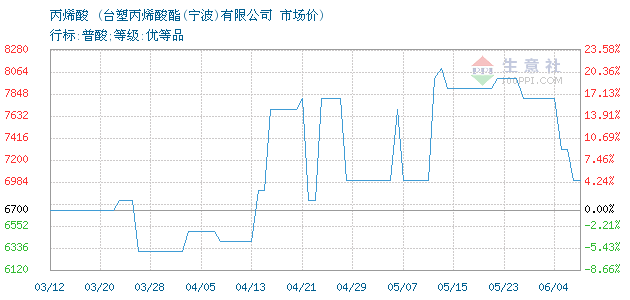 丙烯酸 (台塑丙烯酸酯(宁波)有限公司 市场价)
行标:普酸;等级:优等品
生意社
100PPI.COM
8280 23.58%
8064 20.36%
7848 17.13%
7632 13.91%
7416 10.69%
7200 7.46%
6984 4.24%
6700 0.00%
6552 -2.21%
6336 -5.43%
6120 -8.66%
03/12 03/20 03/28 04/05 04/13 04/21 04/29 05/07 05/15 05/23 06/04